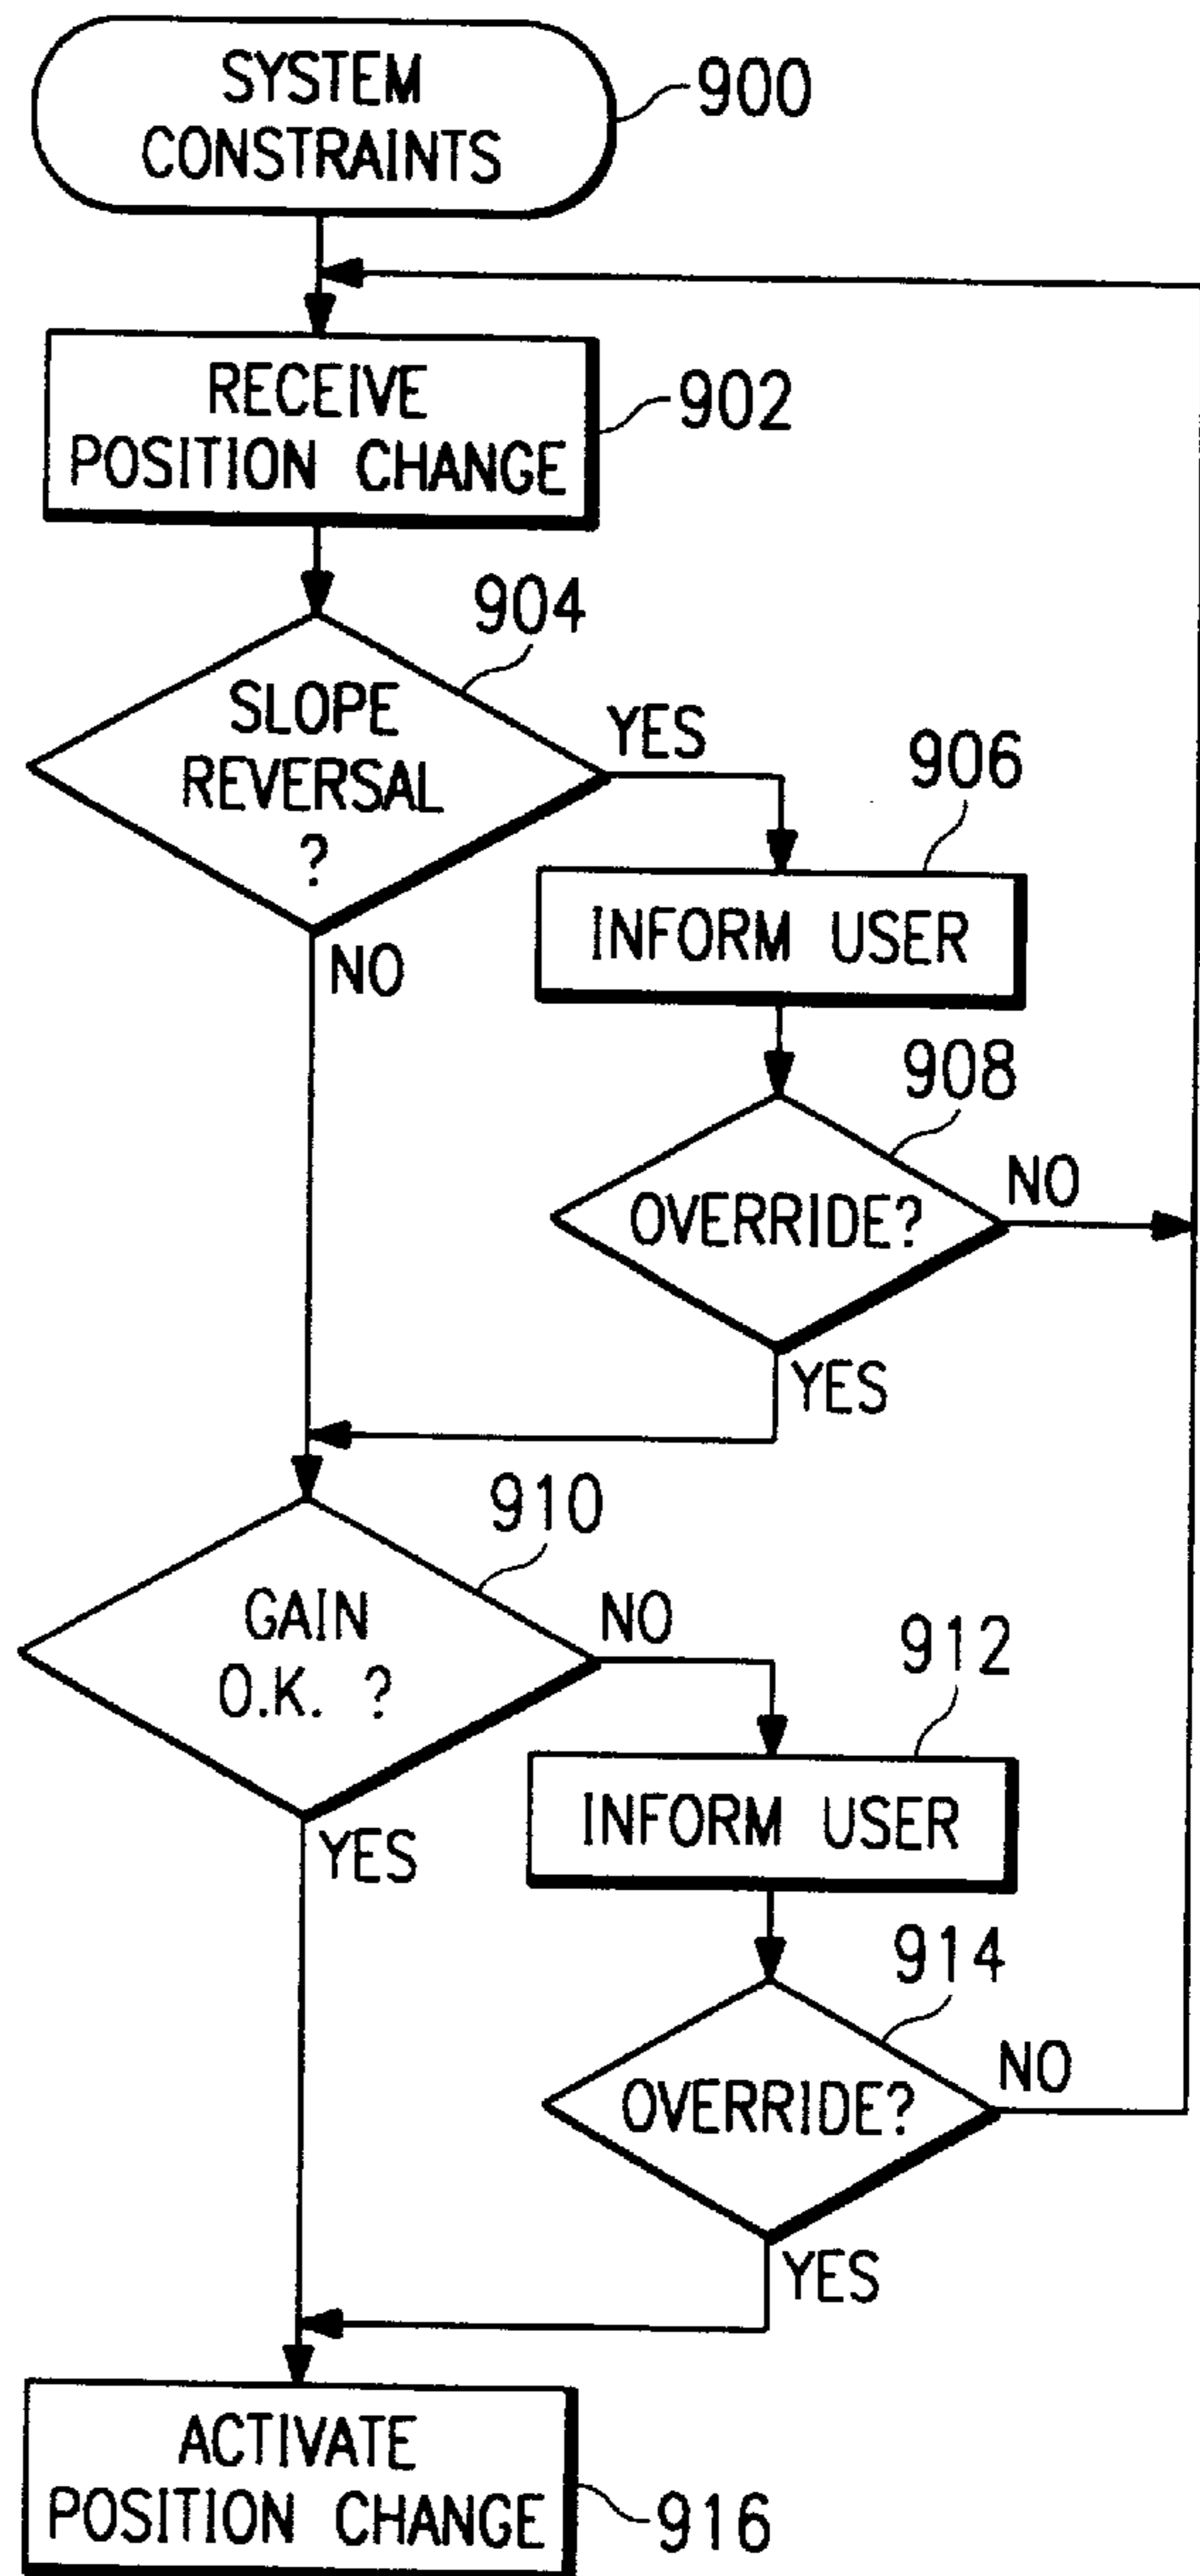 SYSTEM
CONSTRAINTS
900
RECEIVE
POSITION CHANGE
902
904
SLOPE
REVERSAL
?
YES
NO
906
INFORM USER
908
OVERRIDE?
NO
YES
910
GAIN
O.K. ?
NO
YES
912
INFORM USER
914
OVERRIDE?
NO
YES
ACTIVATE
POSITION CHANGE
916